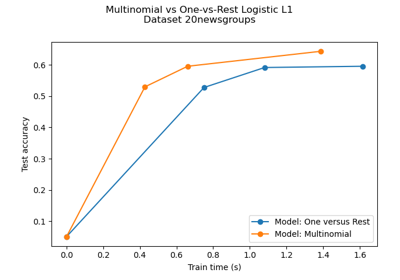 Multinomial vs One-vs-Rest Logistic L1
Dataset 20newsgroups
Test accuracy
0.6
0.5
0.4
0.3
0.2
0.1
0.0 0.2 0.4 0.6 0.8 1.0 1.2 1.4 1.6
Train time (s)
Model: One versus Rest
Model: Multinomial